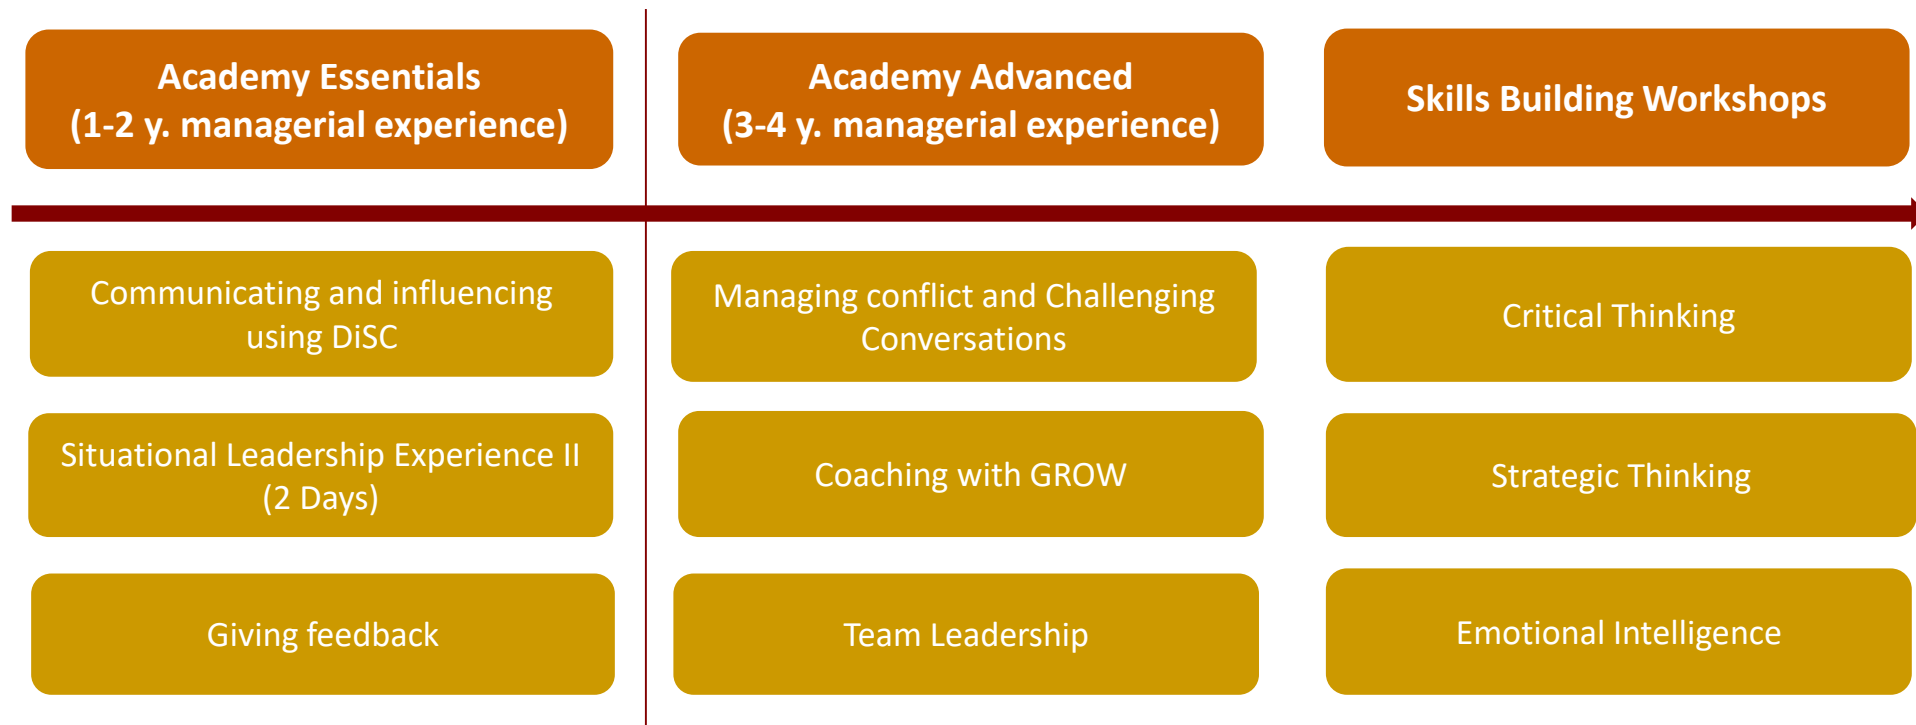 Academy Essentials
(1-2 y. managerial experience)
Academy Advanced
(3-4 y. managerial experience)
Skills Building Workshops
Communicating and influencing
using DiSC
Managing conflict and Challenging
Conversations
Critical Thinking
Situational Leadership Experience II
(2 Days)
Coaching with GROW
Strategic Thinking
Giving feedback
Team Leadership
Emotional Intelligence